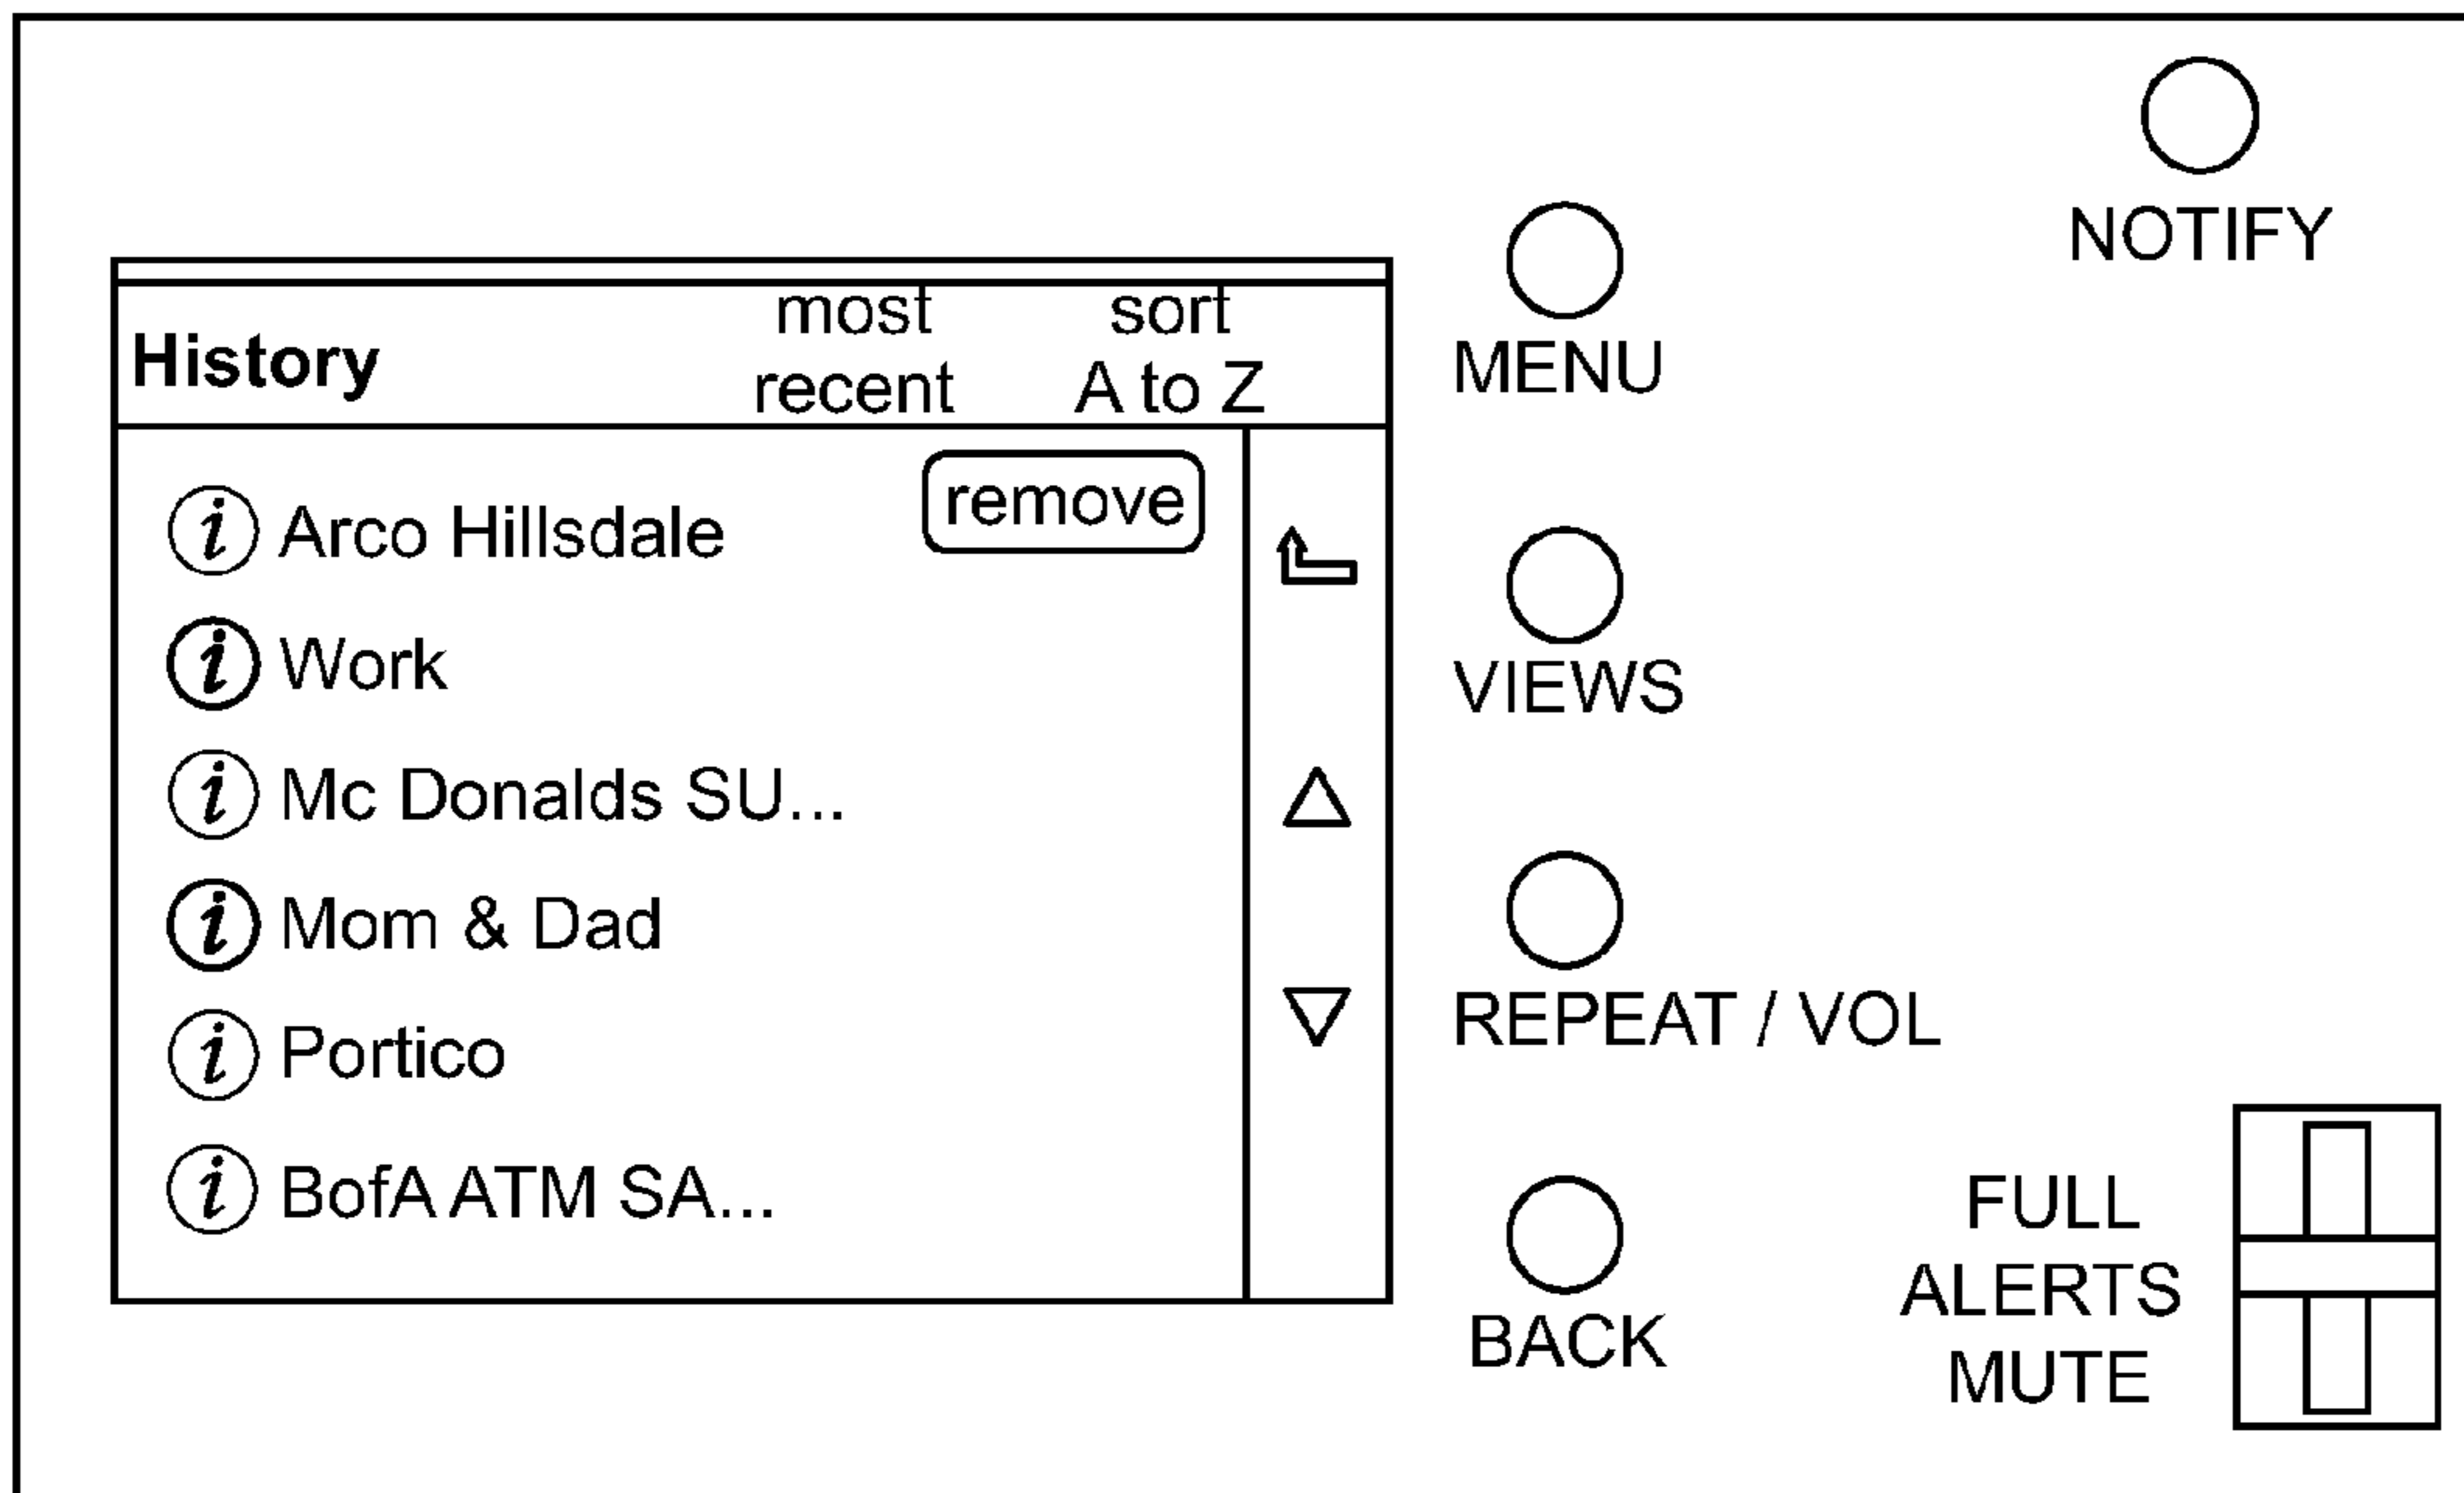 NOTIFY
MENU
History
most recent
sort A to Z
i Arco Hillsdale
remove
i Work
VIEWS
i Mc Donalds SU...
i Mom & Dad
REPEAT / VOL
i Portico
i BofA ATM SA...
BACK
FULL
ALERTS
MUTE